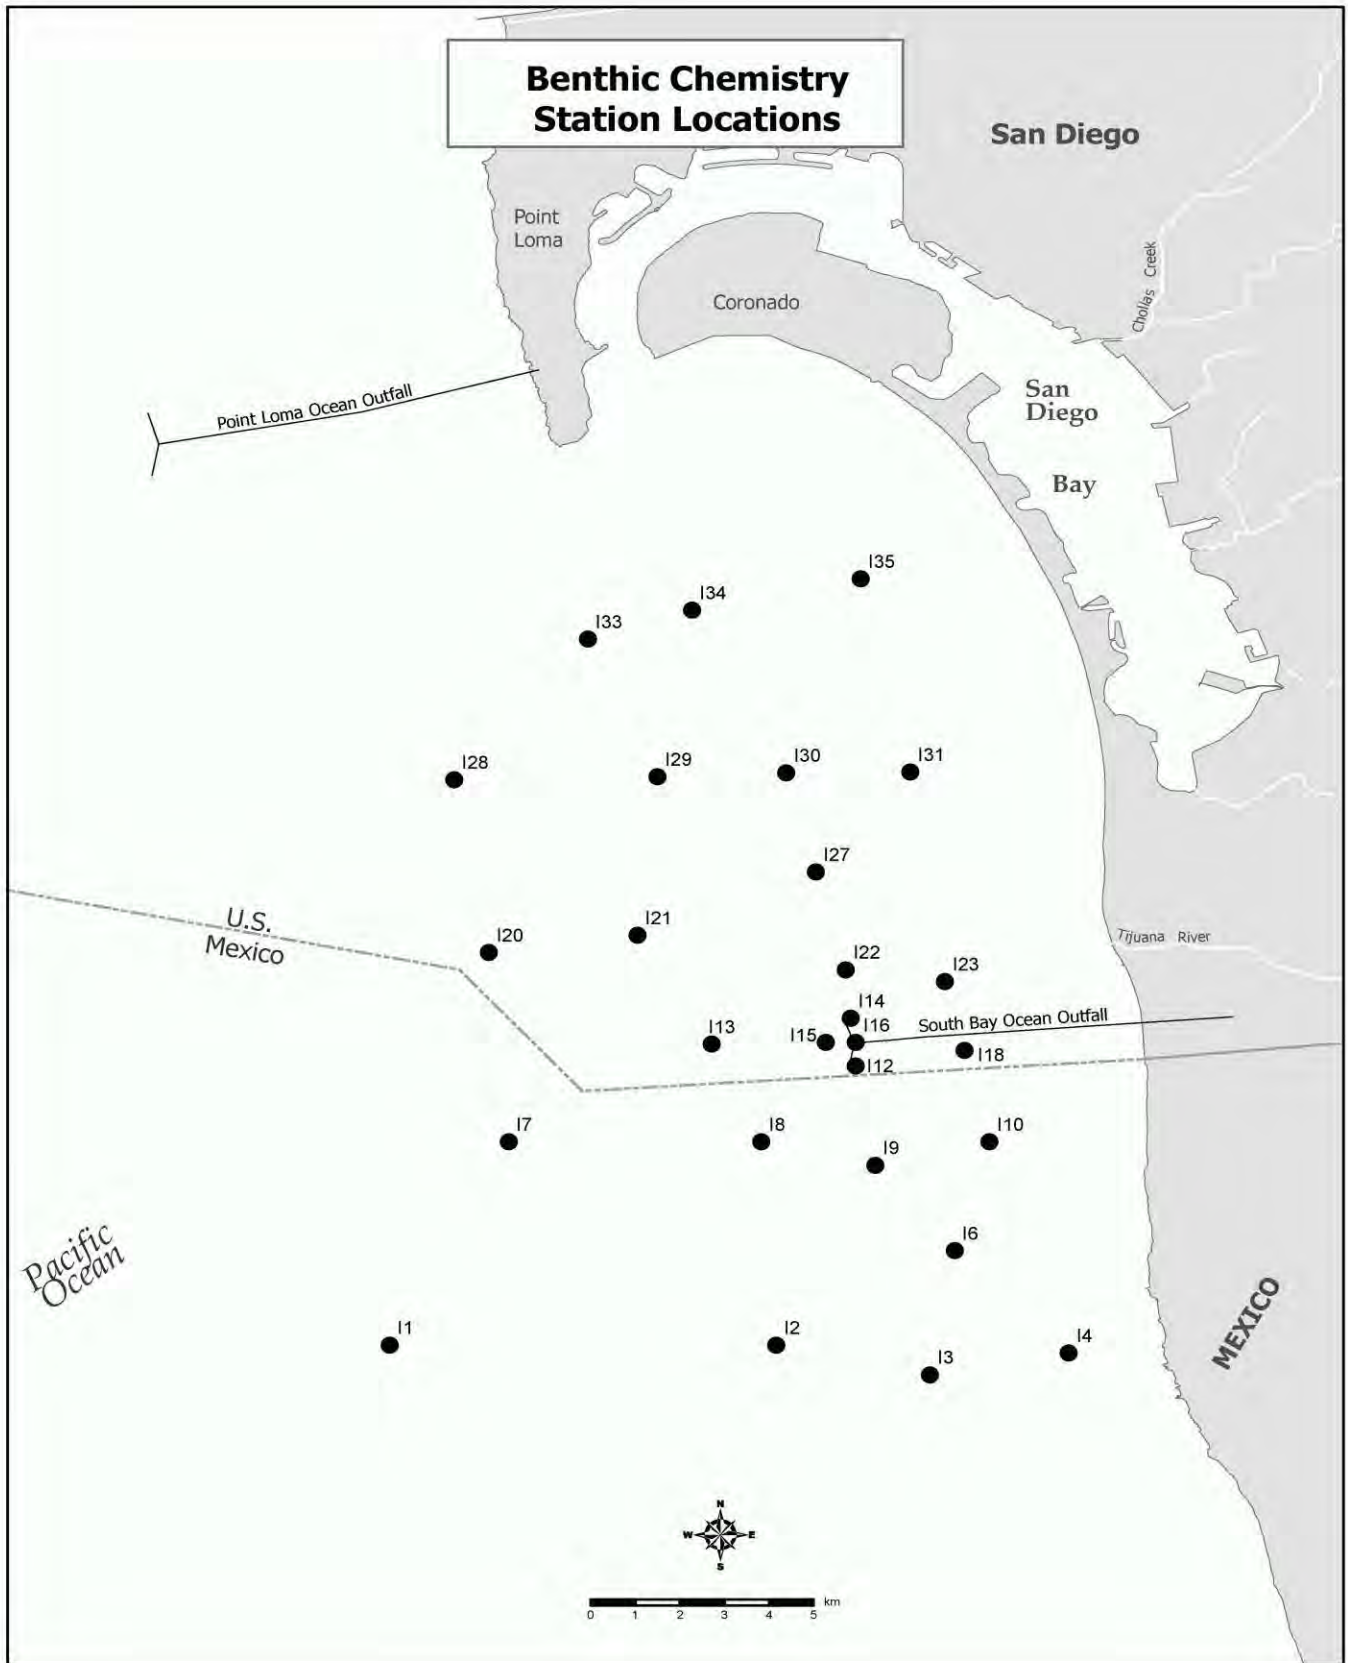 Benthic Chemistry
Station Locations
San Diego
Point
Loma
Chollas Creek
Coronado
San
Diego
Bay
Point Loma Ocean Outfall
I35
I34
I33
I28
I29
I30
I31
I27
U.S.
Mexico
I20
I21
Tijuana River
I22
I23
I14
South Bay Ocean Outfall
I13
I15
I16
I18
I12
I7
I8
I10
I9
Pacific
Ocean
I6
MEXICO
I1
I2
I4
I3
N
W
E
S
km
0 1 2 3 4 5